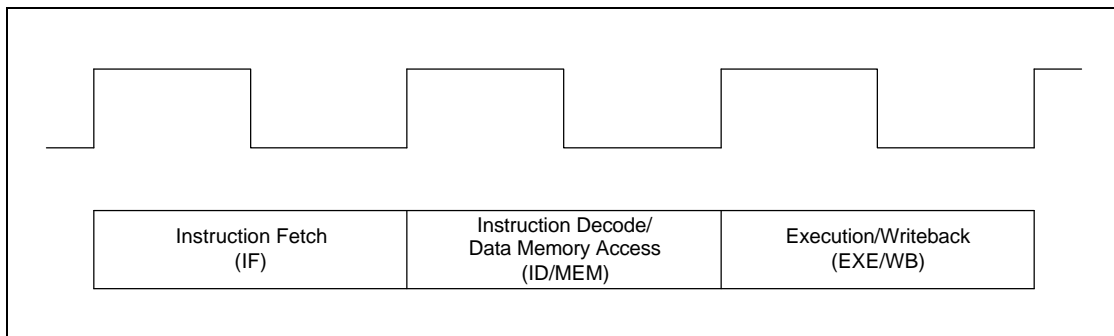 Instruction Fetch
(IF)
Instruction Decode/
Data Memory Access
(ID/MEM)
Execution/Writeback
(EXE/WB)